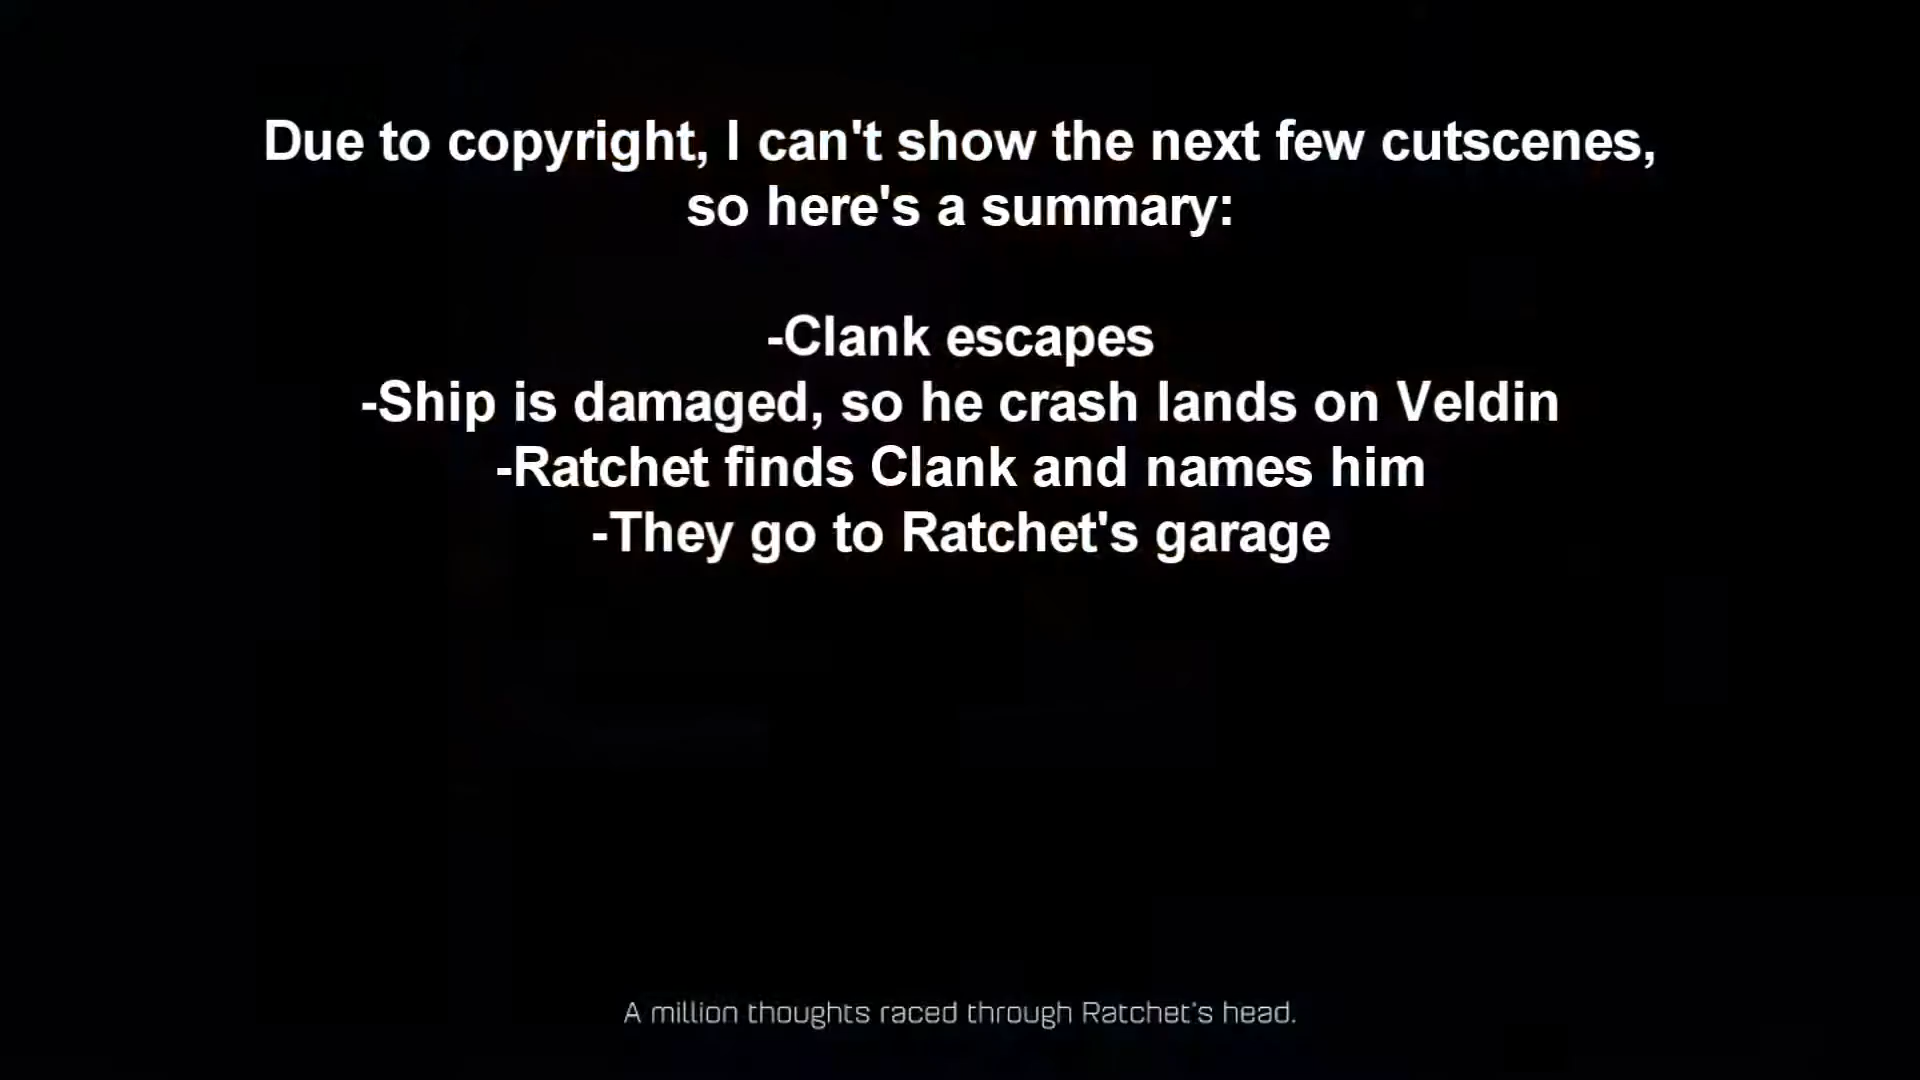 Due to copyright, I can't show the next few cutscenes,
so here's a summary:
-Clank escapes
-Ship is damaged, so he crash lands on Veldin
-Ratchet finds Clank and names him
-They go to Ratchet's garage
A million thoughts raced through Ratchet's head.